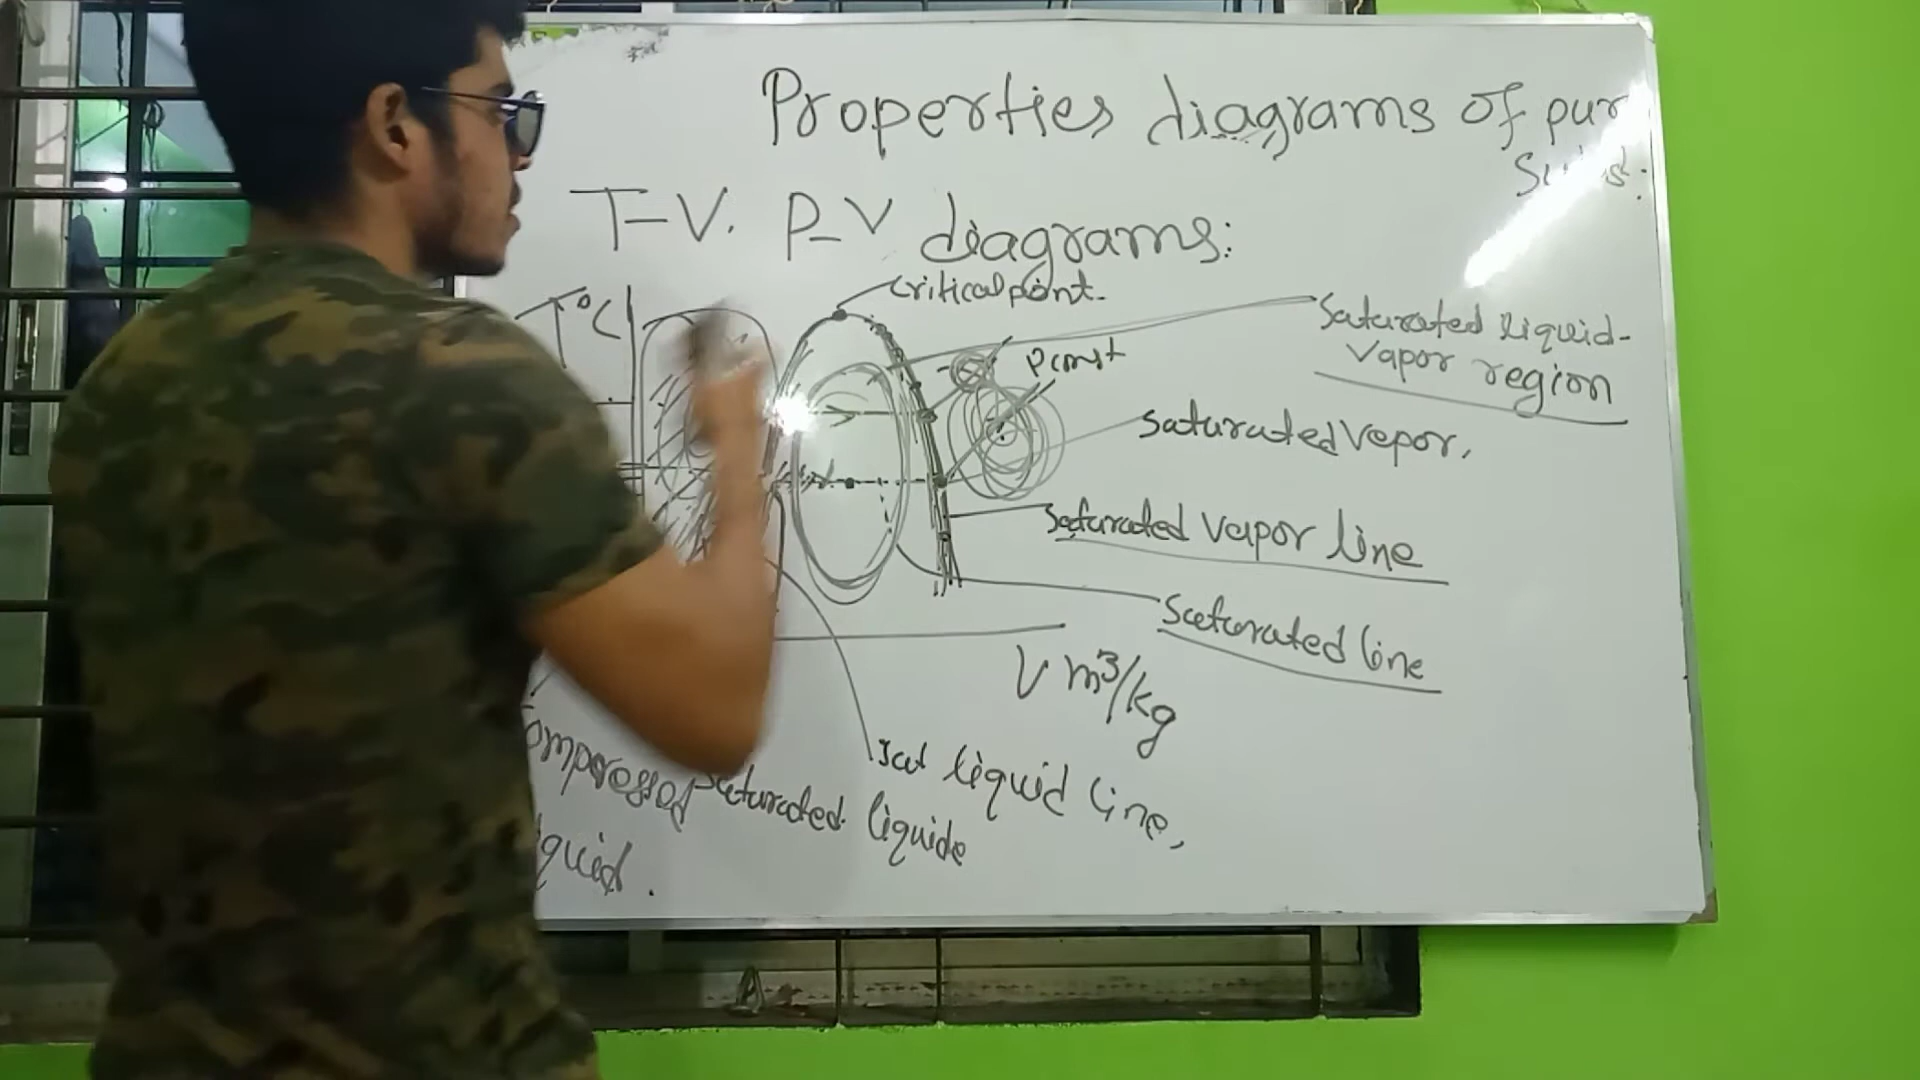 Properties diagrams of pur
T-V. P-V diagrams:
T°C
critical point.
Saturated liquid-
vapor region
P const
saturated vepor,
saturated vapor line
Saturated line
V m³/kg
sat liquid line,
ompressed
quid.
saturated liquide